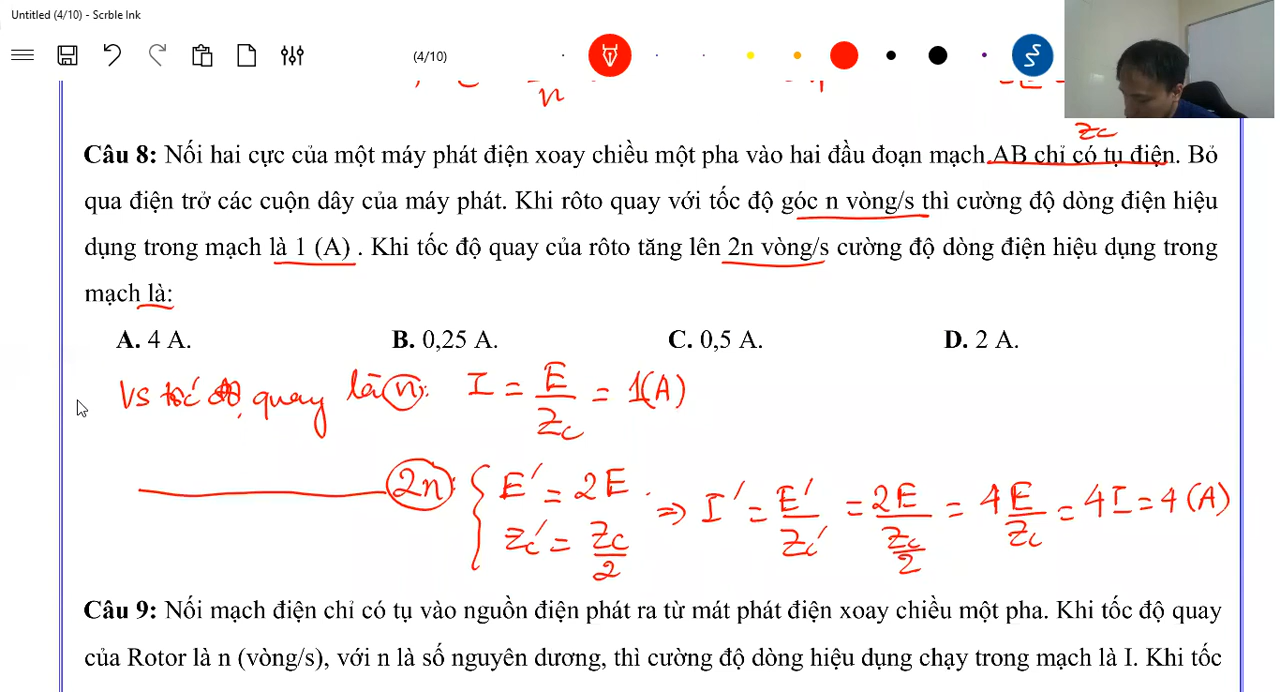 Untitled (4/10) - Scrble Ink
(4/10)
n
Zc
Câu 8: Nối hai cực của một máy phát điện xoay chiều một pha vào hai đầu đoạn mạch AB chỉ có tụ điện. Bỏ
qua điện trở các cuộn dây của máy phát. Khi rôto quay với tốc độ góc n vòng/s thì cường độ dòng điện hiệu
dụng trong mạch là 1 (A) . Khi tốc độ quay của rôto tăng lên 2n vòng/s cường độ dòng điện hiệu dụng trong
mạch là:
A. 4 A. B. 0,25 A. C. 0,5 A. D. 2 A.
Vs tốc độ quay là n: I = E/Zc = 1(A)
2n: { E' = 2E ; Zc' = Zc/2 => I' = E'/Zc' = 2E/(Zc/2) = 4E/Zc = 4I = 4 (A)
Câu 9: Nối mạch điện chỉ có tụ vào nguồn điện phát ra từ mát phát điện xoay chiều một pha. Khi tốc độ quay
của Rotor là n (vòng/s), với n là số nguyên dương, thì cường độ dòng hiệu dụng chạy trong mạch là I. Khi tốc